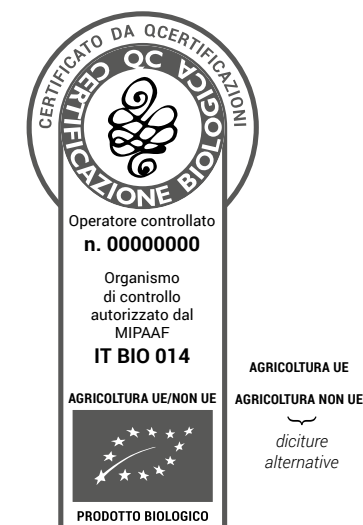 CERTIFICATO DA QCERTIFICAZIONI
QC CERTIFICAZIONE BIOLOGICA
Operatore controllato
n. 00000000
Organismo
di controllo
autorizzato dal
MIPAAF
IT BIO 014
AGRICOLTURA UE/NON UE
PRODOTTO BIOLOGICO
AGRICOLTURA UE
AGRICOLTURA NON UE
diciture
alternative